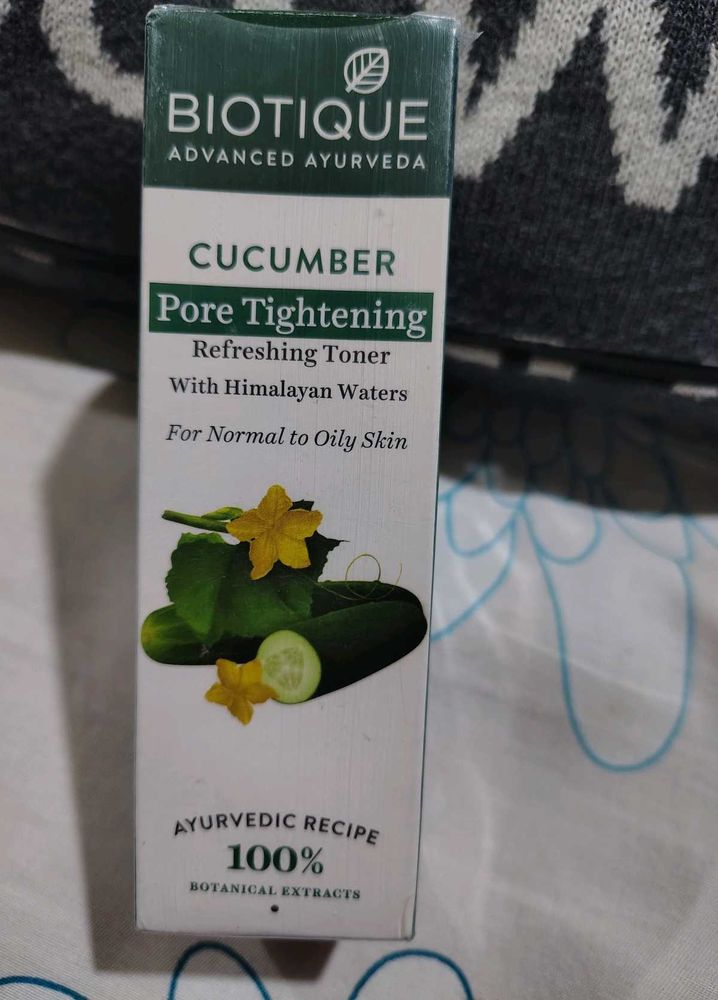 BIOTIQUE
ADVANCED AYURVEDA
CUCUMBER
Pore Tightening
Refreshing Toner
With Himalayan Waters
For Normal to Oily Skin
AYURVEDIC RECIPE
100%
BOTANICAL EXTRACTS